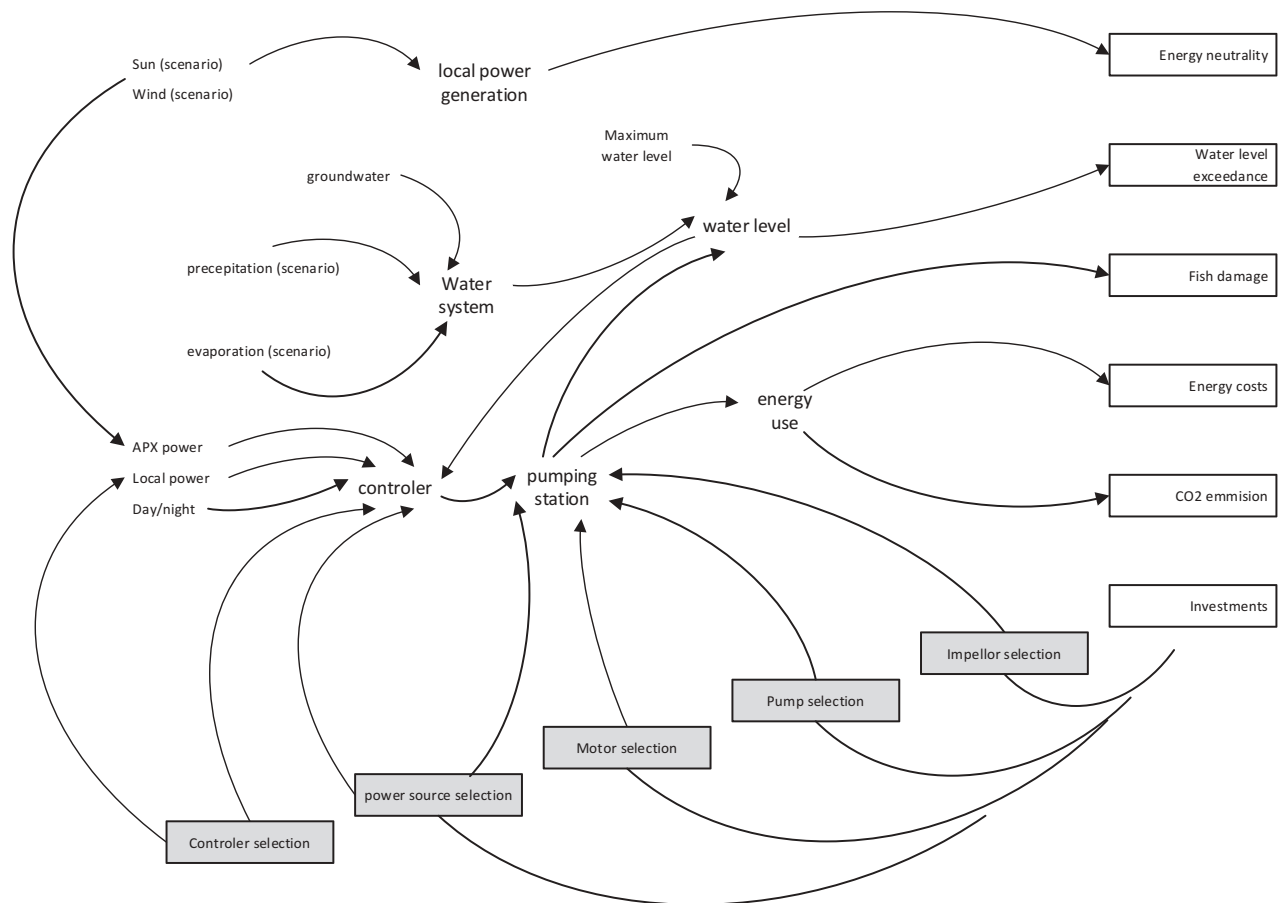 Sun (scenario)
Wind (scenario)
local power
generation
Energy neutrality
Maximum
water level
Water level
exceedance
groundwater
water level
precepitation (scenario)
Water
system
Fish damage
evaporation (scenario)
energy
use
Energy costs
APX power
Local power
Day/night
controler
pumping
station
CO2 emmision
Investments
Impellor selection
Pump selection
Motor selection
power source selection
Controler selection